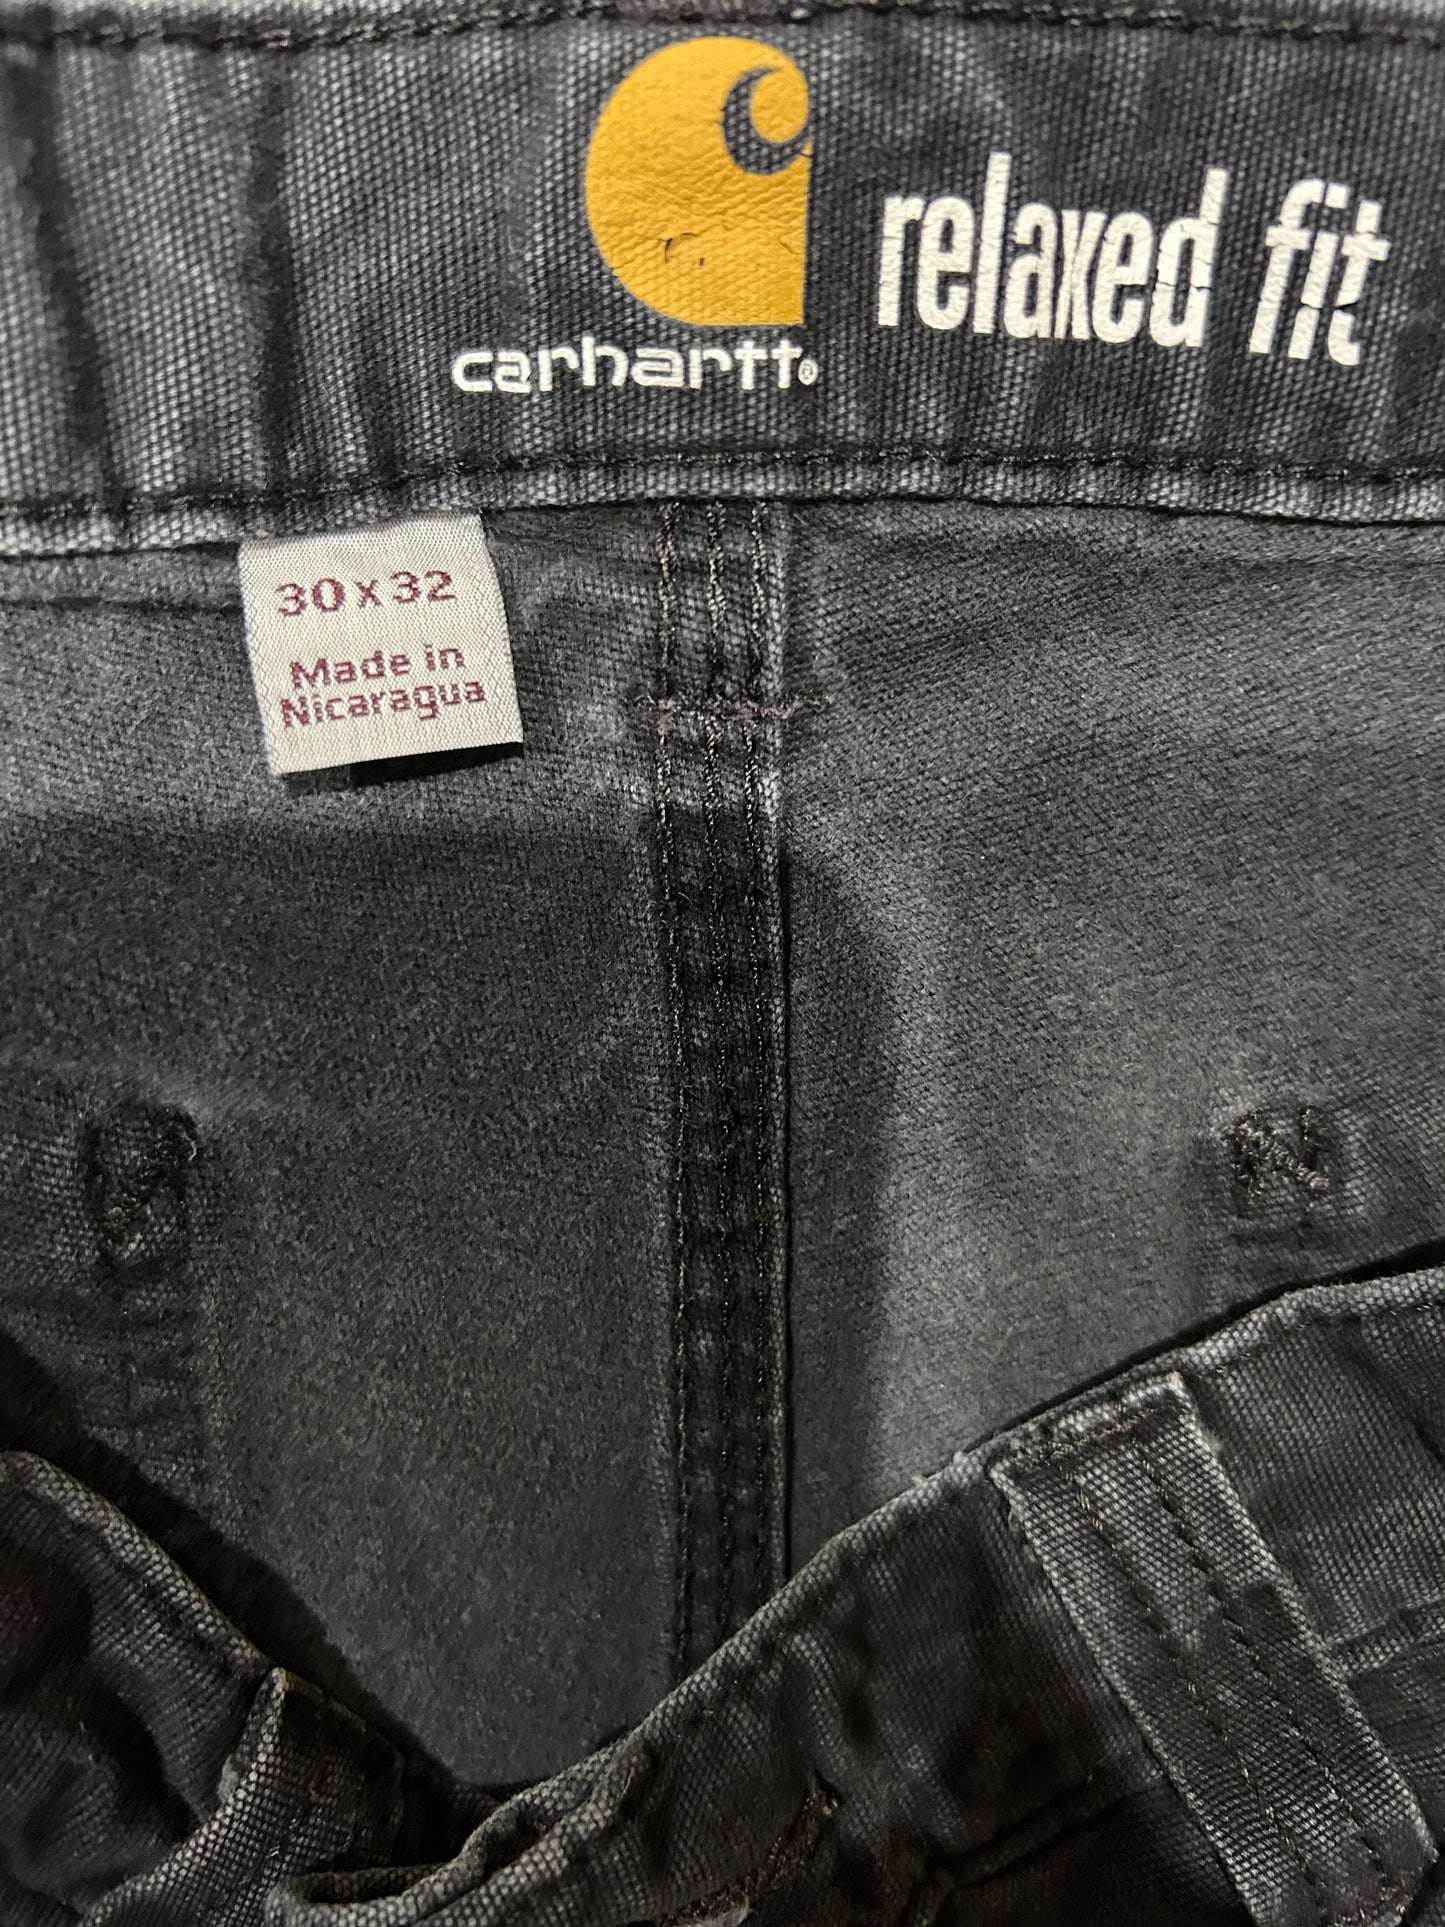 relaxed fit
carhartt®
30 x 32
Made in
Nicaragua